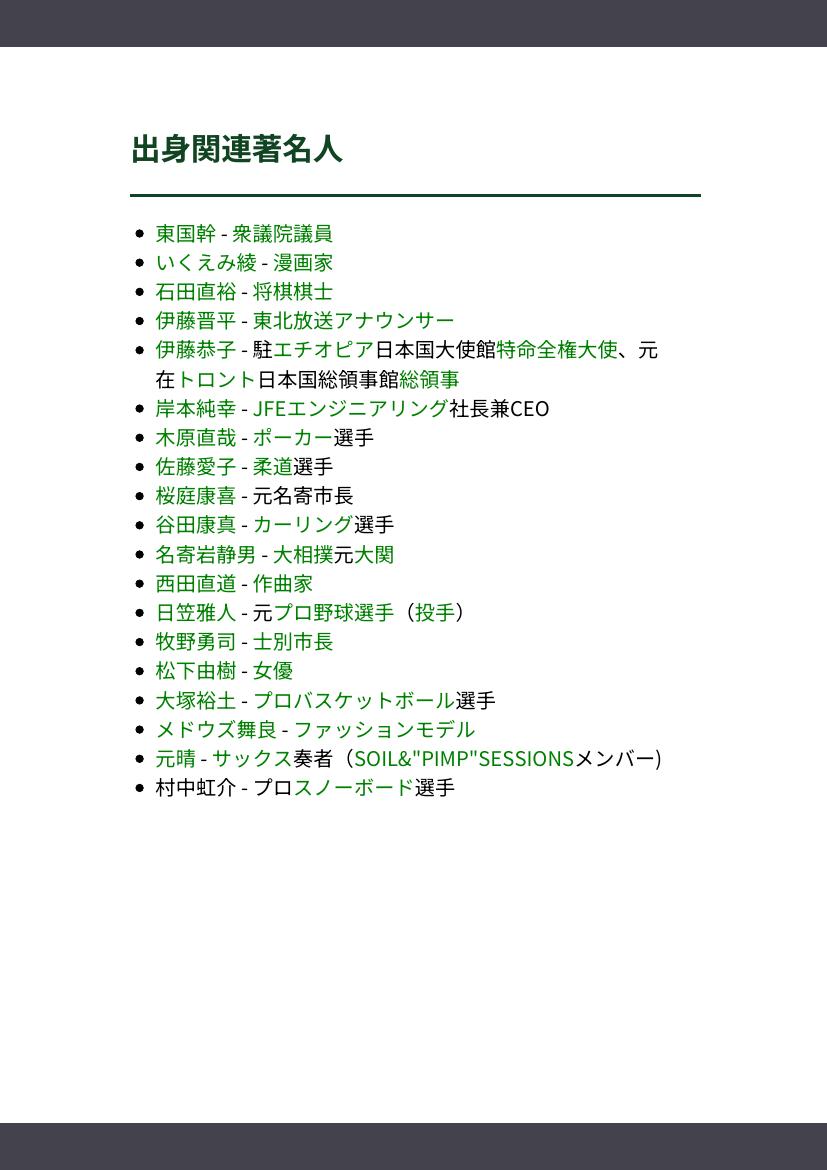 出身関連著名人
東国幹 - 衆議院議員
いくえみ綾 - 漫画家
石田直裕 - 将棋棋士
伊藤晋平 - 東北放送アナウンサー
伊藤恭子 - 駐エチオピア日本国大使館特命全権大使、元
在トロント日本国総領事館総領事
岸本純幸 - JFEエンジニアリング社長兼CEO
木原直哉 - ポーカー選手
佐藤愛子 - 柔道選手
桜庭康喜 - 元名寄市長
谷田康真 - カーリング選手
名寄岩静男 - 大相撲元大関
西田直道 - 作曲家
日笠雅人 - 元プロ野球選手（投手）
牧野勇司 - 士別市長
松下由樹 - 女優
大塚裕土 - プロバスケットボール選手
メドウズ舞良 - ファッションモデル
元晴 - サックス奏者（SOIL&"PIMP"SESSIONSメンバー)
村中虹介 - プロスノーボード選手